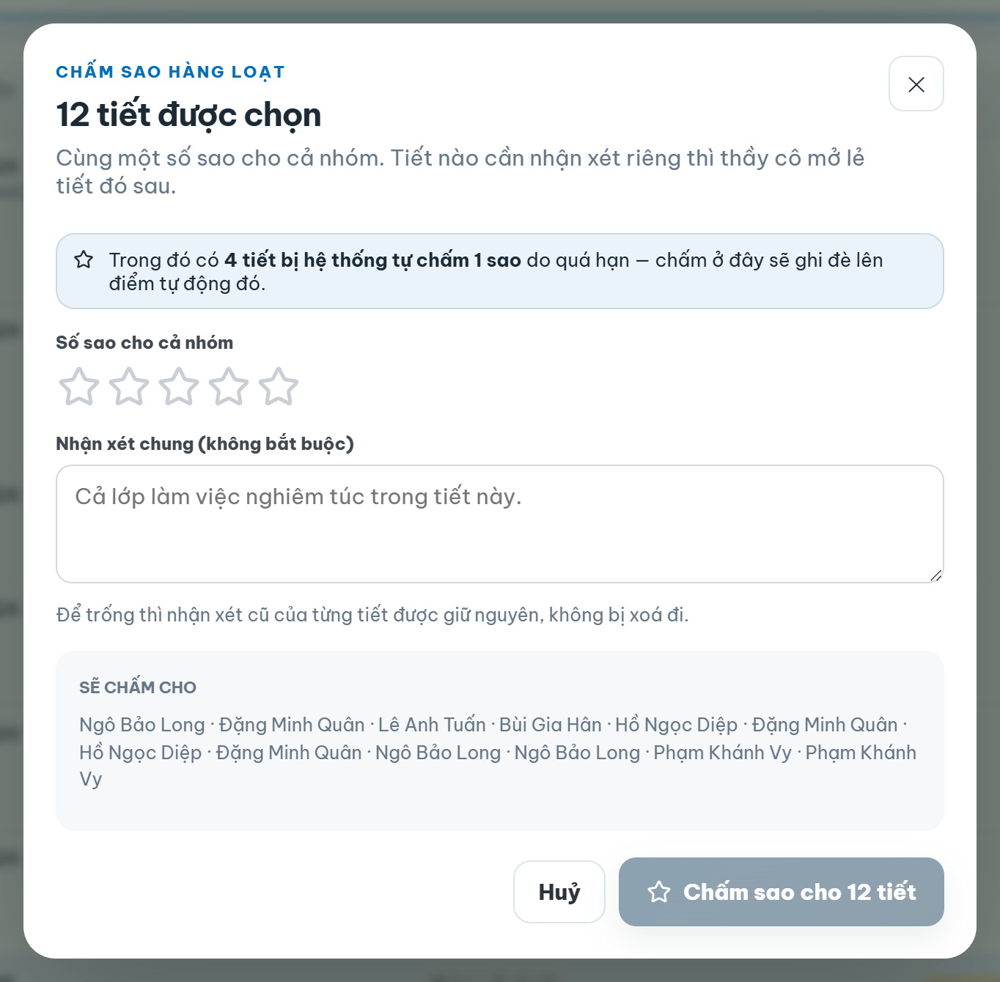 CHẤM SAO HÀNG LOẠT
12 tiết được chọn
Cùng một số sao cho cả nhóm. Tiết nào cần nhận xét riêng thì thầy cô mở lẻ
tiết đó sau.
Trong đó có 4 tiết bị hệ thống tự chấm 1 sao do quá hạn — chấm ở đây sẽ ghi đè lên
điểm tự động đó.
Số sao cho cả nhóm
Nhận xét chung (không bắt buộc)
Cả lớp làm việc nghiêm túc trong tiết này.
Để trống thì nhận xét cũ của từng tiết được giữ nguyên, không bị xoá đi.
SẼ CHẤM CHO
Ngô Bảo Long · Đặng Minh Quân · Lê Anh Tuấn · Bùi Gia Hân · Hồ Ngọc Diệp · Đặng Minh Quân ·
Hồ Ngọc Diệp · Đặng Minh Quân · Ngô Bảo Long · Ngô Bảo Long · Phạm Khánh Vy · Phạm Khánh
Vy
Huỷ
Chấm sao cho 12 tiết